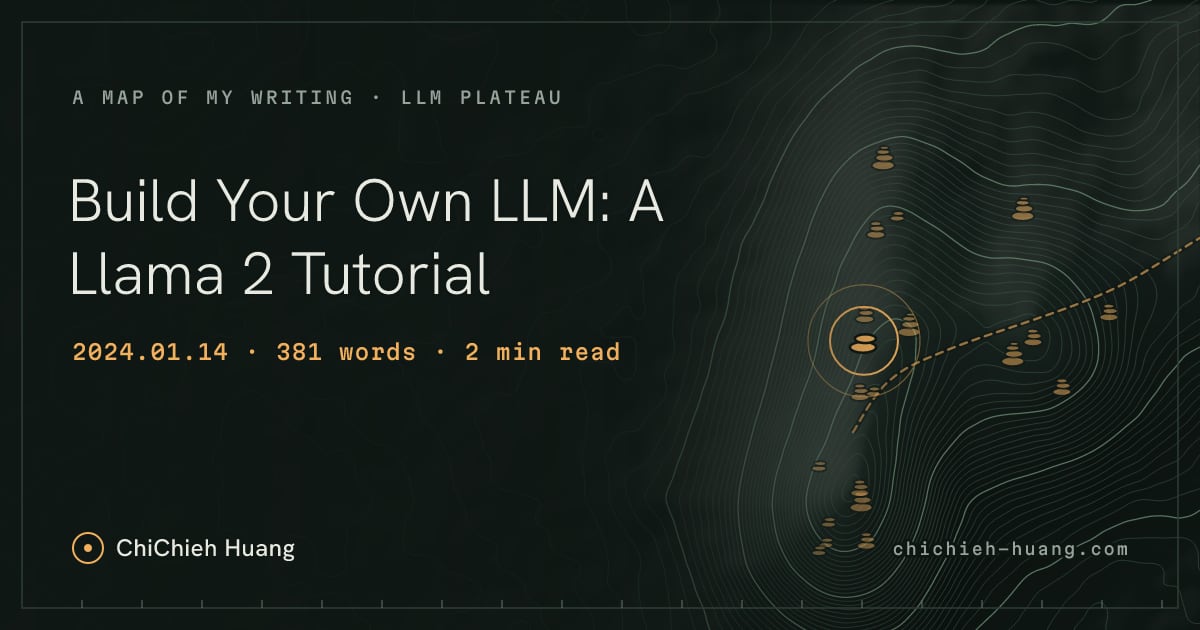 A MAP OF MY WRITING · LLM PLATEAU
Build Your Own LLM: A
Llama 2 Tutorial
2024.01.14 · 381 words · 2 min read
ChiChieh Huang
chichieh-huang.com